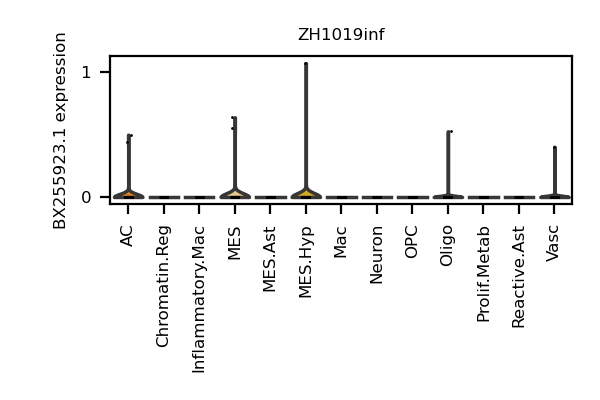 ZH1019inf
BX255923.1 expression
1
0
AC
Chromatin.Reg
Inflammatory.Mac
MES
MES.Ast
MES.Hyp
Mac
Neuron
OPC
Oligo
Prolif.Metab
Reactive.Ast
Vasc